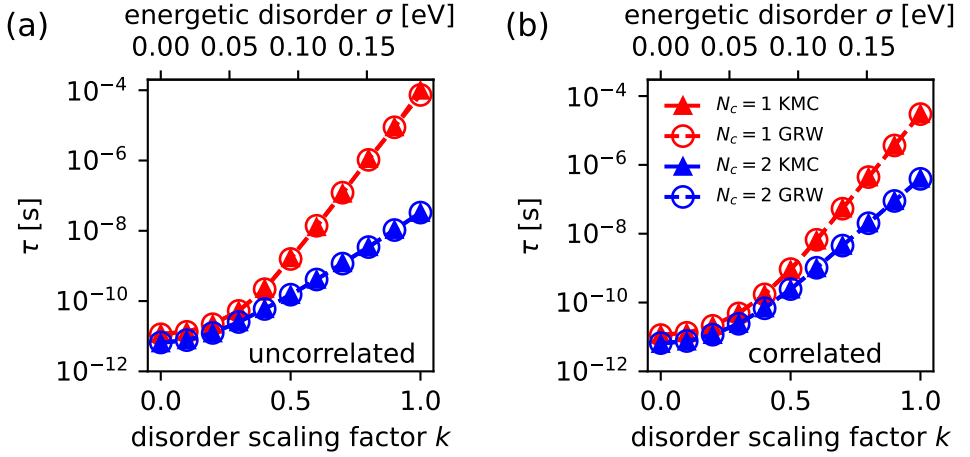 (a)
energetic disorder σ [eV]
0.00 0.05 0.10 0.15
τ [s]
10⁻⁴
10⁻⁶
10⁻⁸
10⁻¹⁰
10⁻¹²
uncorrelated
0.0 0.5 1.0
disorder scaling factor k
(b)
energetic disorder σ [eV]
0.00 0.05 0.10 0.15
τ [s]
10⁻⁴
10⁻⁶
10⁻⁸
10⁻¹⁰
10⁻¹²
N_c = 1 KMC
N_c = 1 GRW
N_c = 2 KMC
N_c = 2 GRW
correlated
0.0 0.5 1.0
disorder scaling factor k